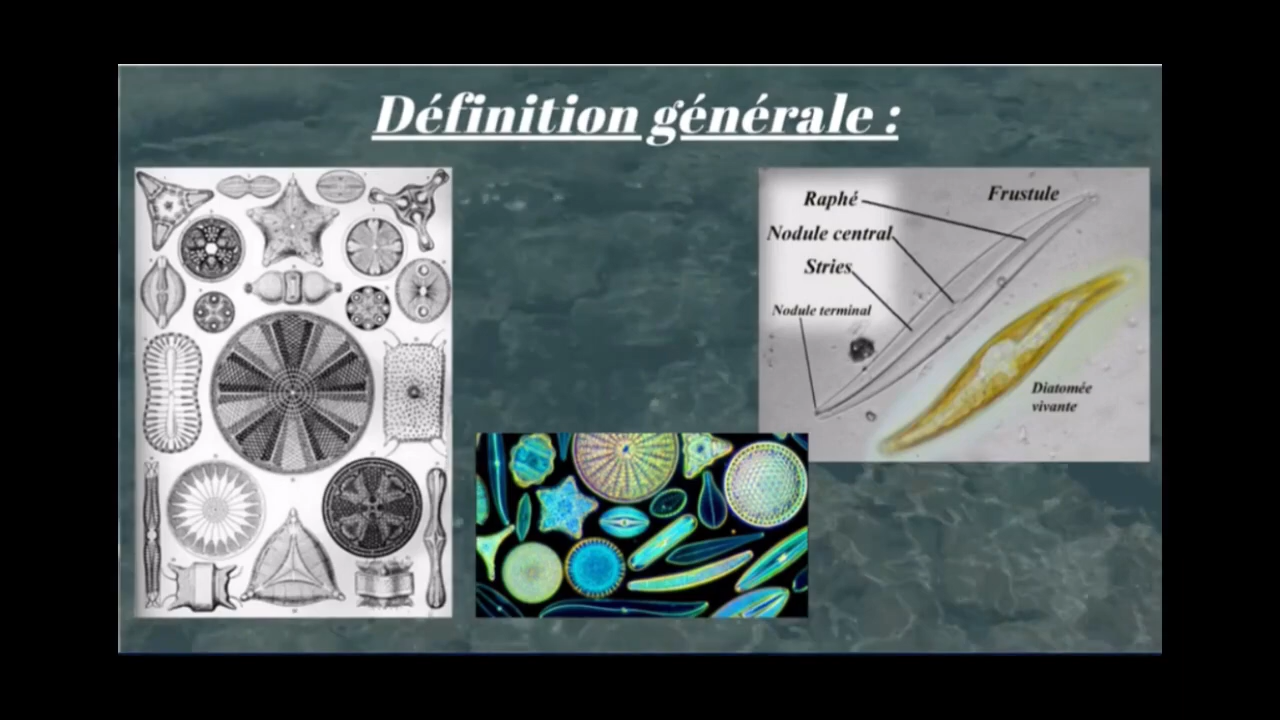 Définition générale :
Raphé
Frustule
Nodule central
Stries
Nodule terminal
Diatomée
vivante